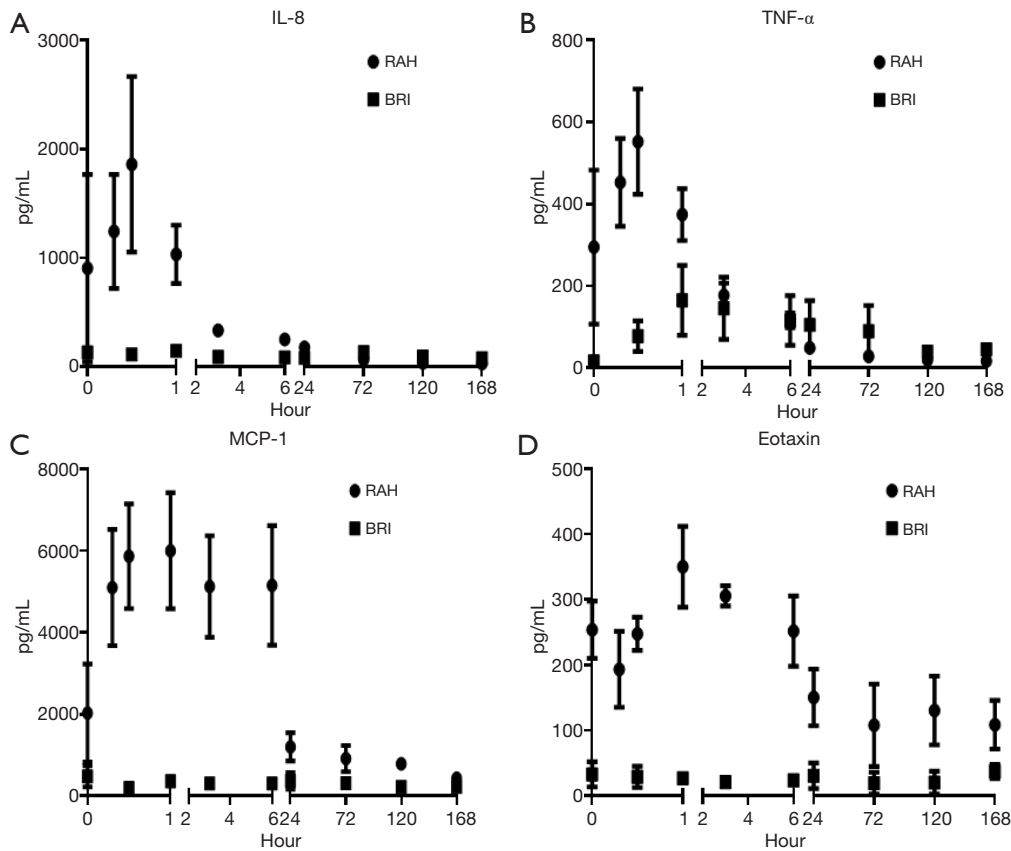 A
IL-8
3000
2000
1000
0
pg/mL
RAH
BRI
0 1 2 4 6 24 72 120 168
Hour
B
TNF-α
800
600
400
200
0
pg/mL
RAH
BRI
0 1 2 4 6 24 72 120 168
Hour
C
MCP-1
8000
6000
4000
2000
0
pg/mL
RAH
BRI
0 1 2 4 6 24 72 120 168
Hour
D
Eotaxin
500
400
300
200
100
0
pg/mL
RAH
BRI
0 1 2 4 6 24 72 120 168
Hour